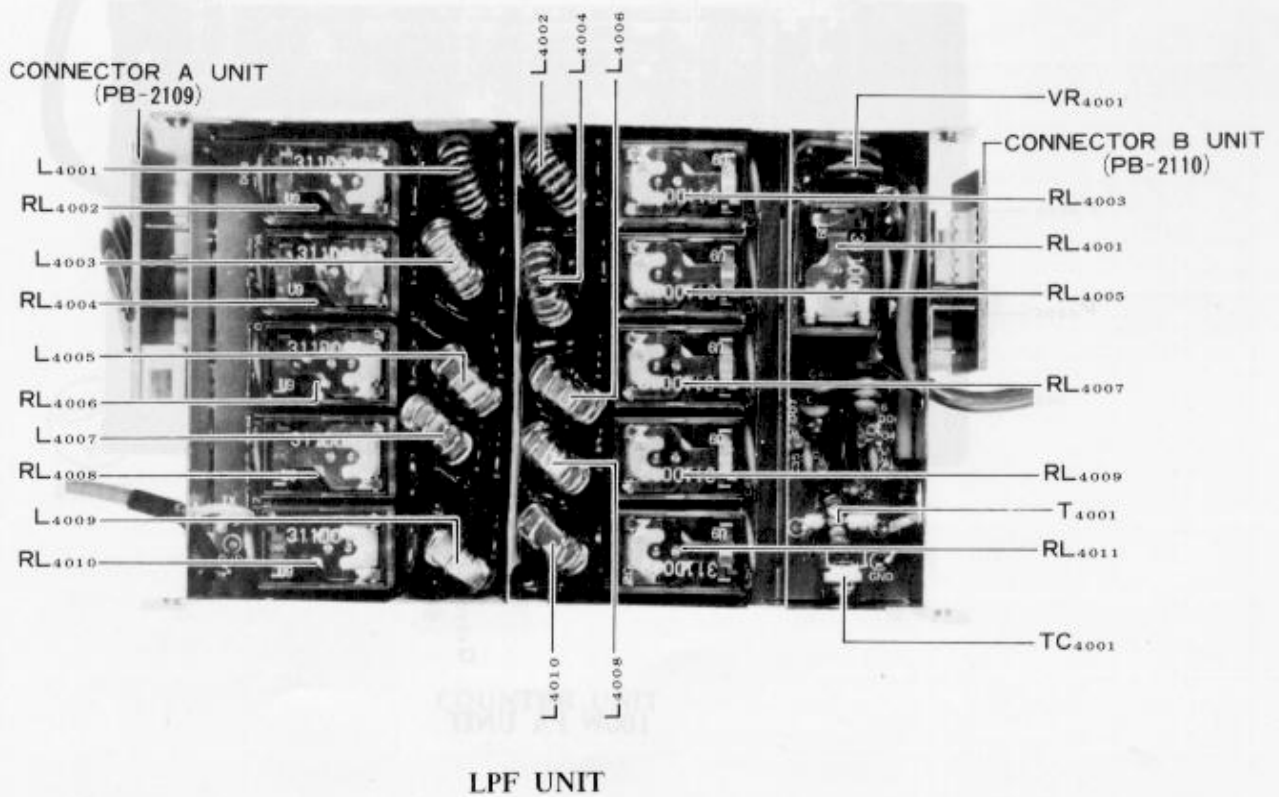 L4002
L4004
L4006
CONNECTOR A UNIT
(PB-2109)
VR4001
CONNECTOR B UNIT
(PB-2110)
L4001
RL4002
L4003
RL4004
L4005
RL4006
L4007
RL4008
L4009
RL4010
RL4003
RL4001
RL4005
RL4007
RL4009
T4001
RL4011
TC4001
L4010
L4008
GND
LPF UNIT